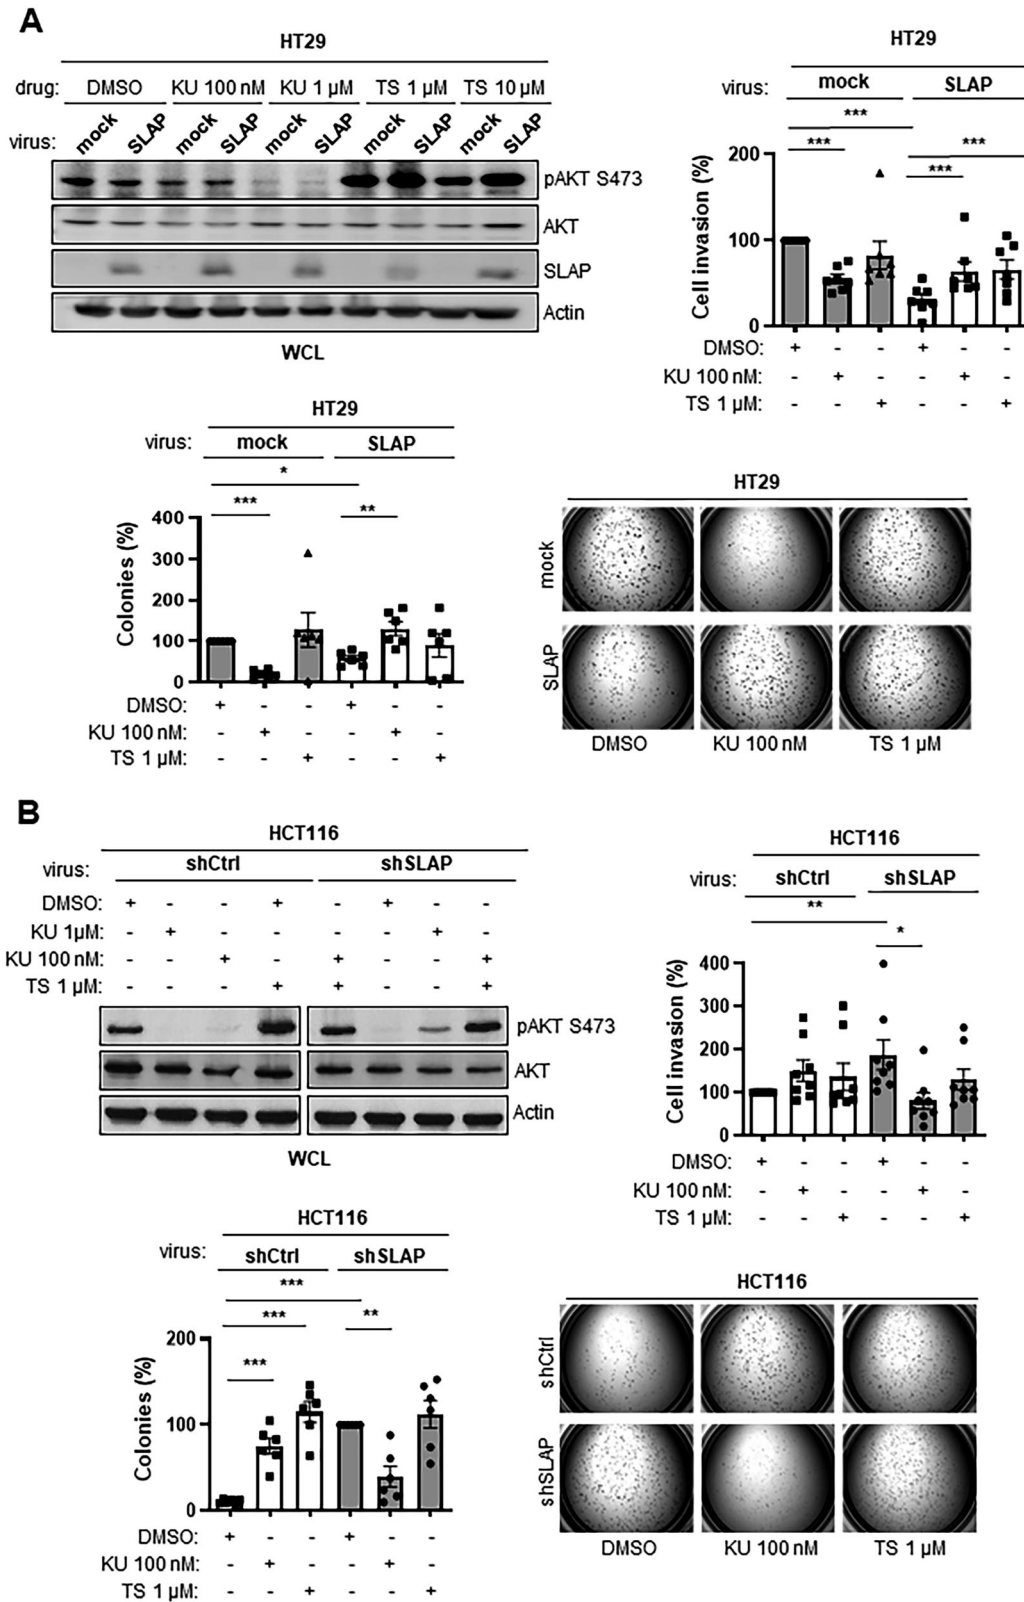 A
HT29
drug: DMSO KU 100 nM KU 1 µM TS 1 µM TS 10 µM
virus: mock SLAP mock SLAP mock SLAP mock SLAP mock SLAP
pAKT S473
AKT
SLAP
Actin
WCL
HT29
virus: mock SLAP
***
*** ***
***
Cell invasion (%)
200
100
0
DMSO: + - - + - -
KU 100 nM: - + - - + -
TS 1 µM: - - + - - +
HT29
virus: mock SLAP
*
*** **
Colonies (%)
400
300
200
100
0
DMSO: + - - + - -
KU 100 nM: - + - - + -
TS 1 µM: - - + - - +
HT29
mock
SLAP
DMSO KU 100 nM TS 1 µM
B
HCT116
virus: shCtrl shSLAP
DMSO: + - - + - + - +
KU 1µM: - + - - - - + -
KU 100 nM: - - + - + - - +
TS 1 µM: - - - + + - - +
pAKT S473
AKT
Actin
WCL
HCT116
virus: shCtrl shSLAP
**
*
Cell invasion (%)
400
300
200
100
0
DMSO: + - - + - -
KU 100 nM: - + - - + -
TS 1 µM: - - + - - +
HCT116
virus: shCtrl shSLAP
***
*** **
***
Colonies (%)
200
100
0
DMSO: + - - + - -
KU 100 nM: - + - - + -
TS 1 µM: - - + - - +
HCT116
shCtrl
shSLAP
DMSO KU 100 nM TS 1 µM